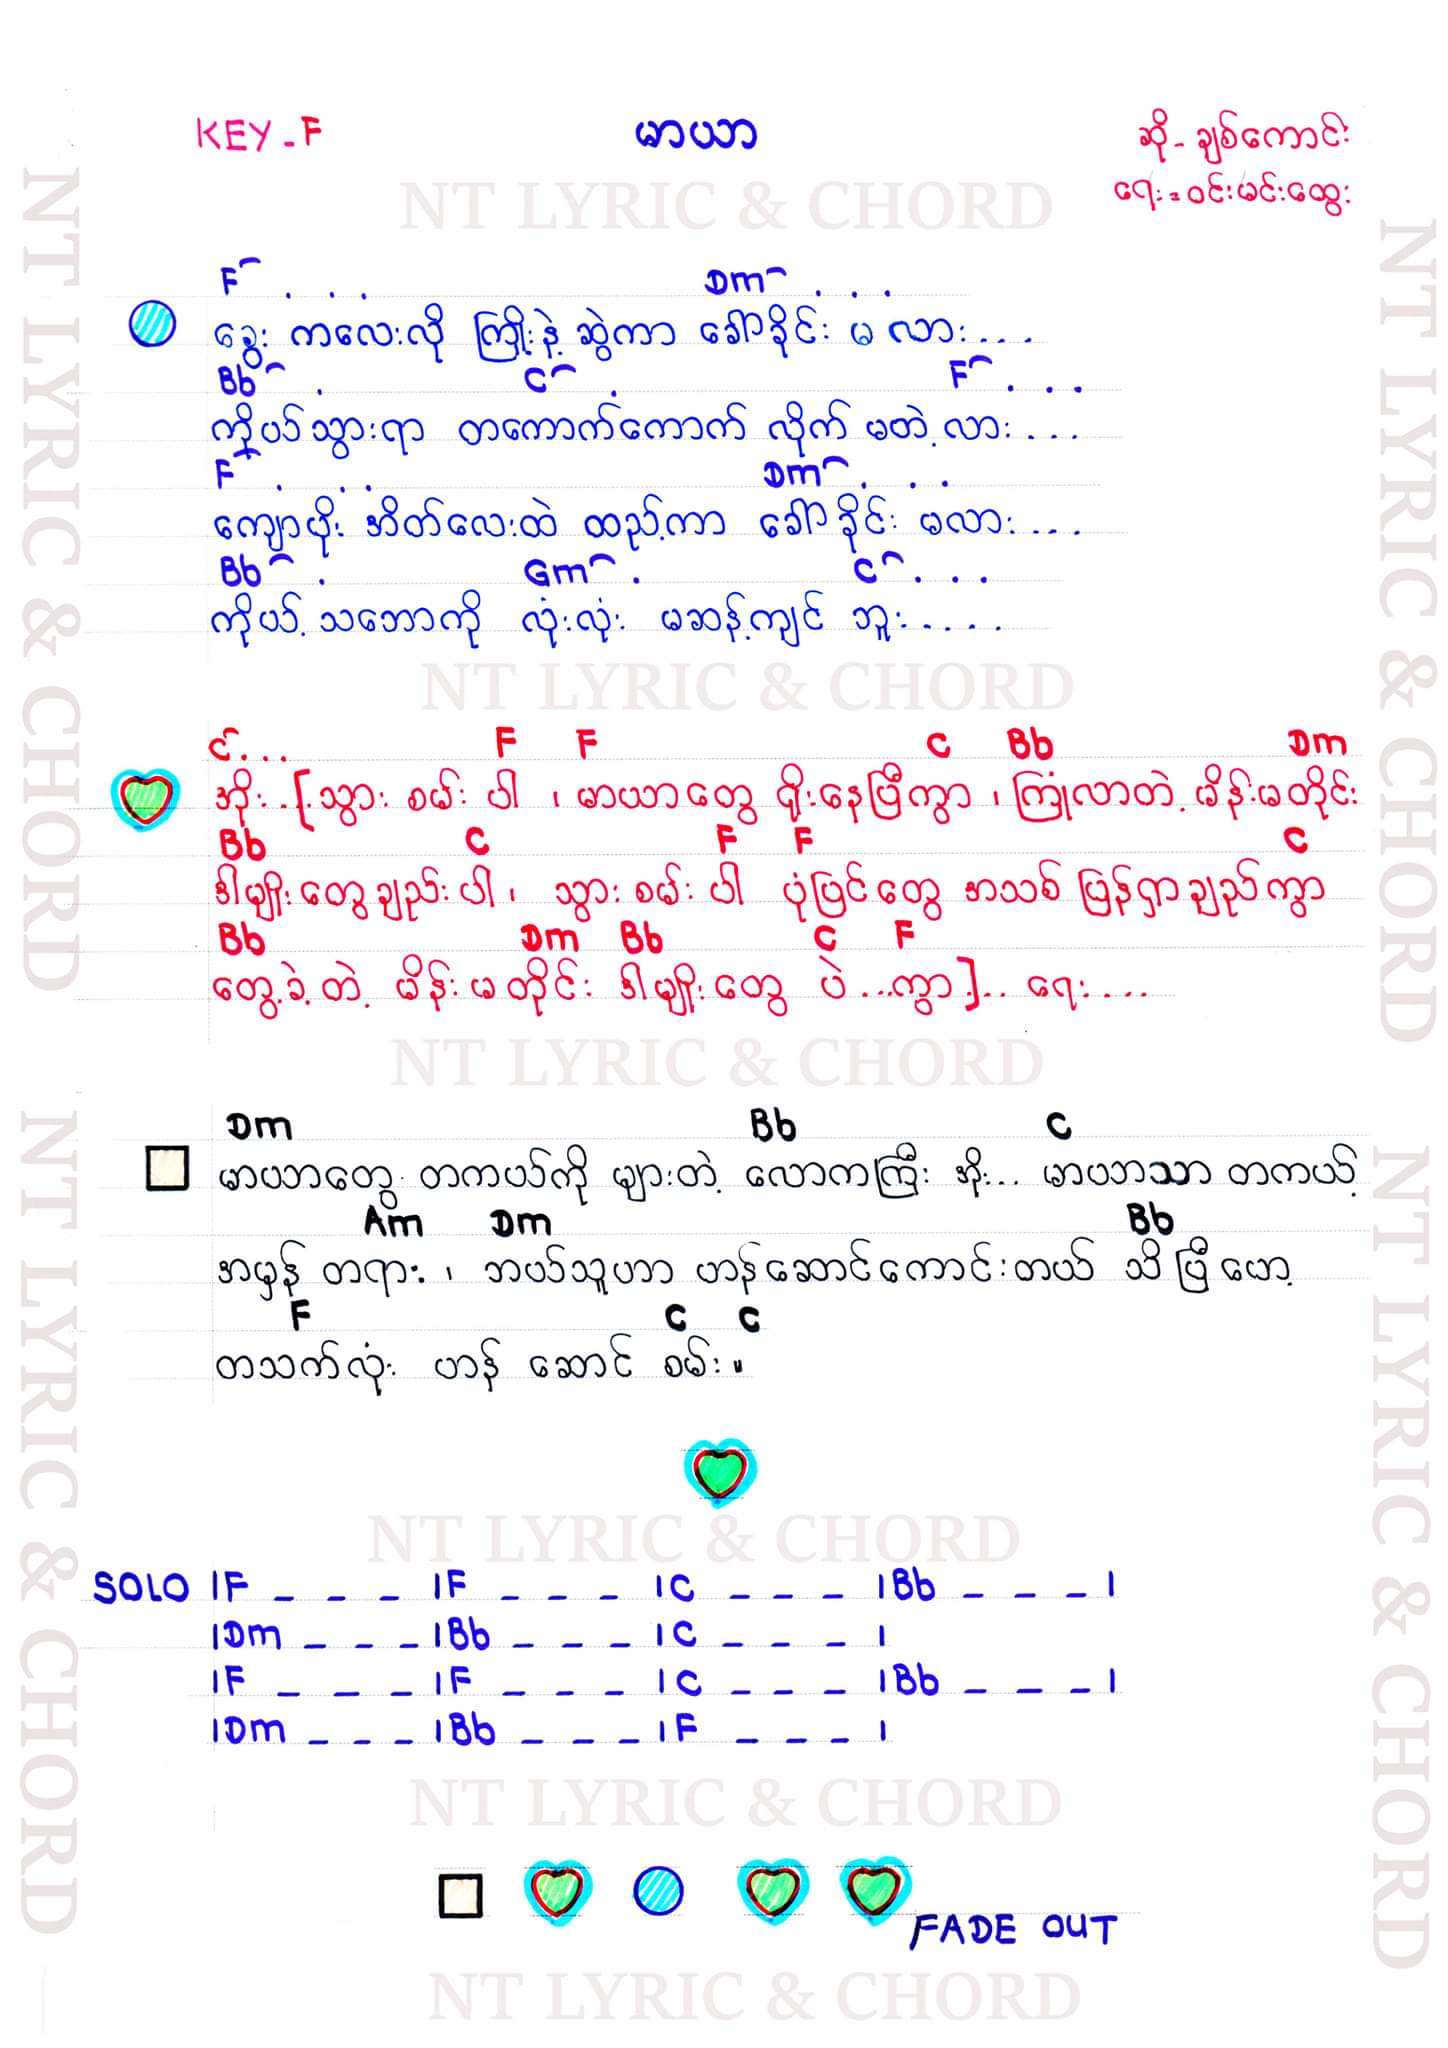 KEY - F
မာယာ
ဆို - ချစ်ကောင်း
ရေး = ဝင်းမင်းထွေး
NT LYRIC & CHORD
NT LYRIC & CHORD
NT LYRIC & CHORD
F . . . Dm . . .
ခွေး ကလေးလို ကြိုးနဲ့ ဆွဲကာ ခေါ်ခိုင်း မ လား . . .
Bb . C . F . . .
ကိုယ်သွားရာ တကောက်ကောက် လိုက် မတဲ့ လား . . .
F . . . Dm . . .
ကျောပိုး အိတ်လေးထဲ ထည့်ကာ ခေါ်ခိုင်း မလား . . .
Bb . Gm . C . . .
ကိုယ့် သဘောကို လုံးလုံး မဆန့်ကျင် ဘူး . . . .
NT LYRIC & CHORD
C . . . F F C Bb Dm
အိုး . . [ သွား စမ်း ပါ ၊ မာယာတွေ ရိုးနေပြီကွာ ၊ ကြုံလာတဲ့ မိန်းမတိုင်း
Bb C F F C
ဒါမျိုးတွေချည်း ပါ ၊ သွား စမ်း ပါ ပုံပြင်တွေ အသစ် ပြန်ရှာချည်ကွာ
Bb Dm Bb C F
တွေ့ခဲ့တဲ့ မိန်းမတိုင်း ဒါမျိုးတွေ ပဲ ...ကွာ ] .. ရေး ....
NT LYRIC & CHORD
Dm Bb C
မာယာတွေ တကယ်ကို များတဲ့ လောကကြီး အိုး... မာယာသာ တကယ့်
Am Dm Bb
အမှန် တရား ၊ ဘယ်သူဟာ ဟန်ဆောင်ကောင်းတယ် သိပြီ ပေါ့
F C C
တသက်လုံး ဟန် ဆောင် စမ်း ။
NT LYRIC & CHORD
NT LYRIC & CHORD
NT LYRIC & CHORD
SOLO |F _ _ _ |F _ _ _ |C _ _ _ |Bb _ _ _ |
|Dm _ _ _ |Bb _ _ _ |C _ _ _ |
|F _ _ _ |F _ _ _ |C _ _ _ |Bb _ _ _ |
|Dm _ _ _ |Bb _ _ _ |F _ _ _ |
NT LYRIC & CHORD
FADE OUT
NT LYRIC & CHORD